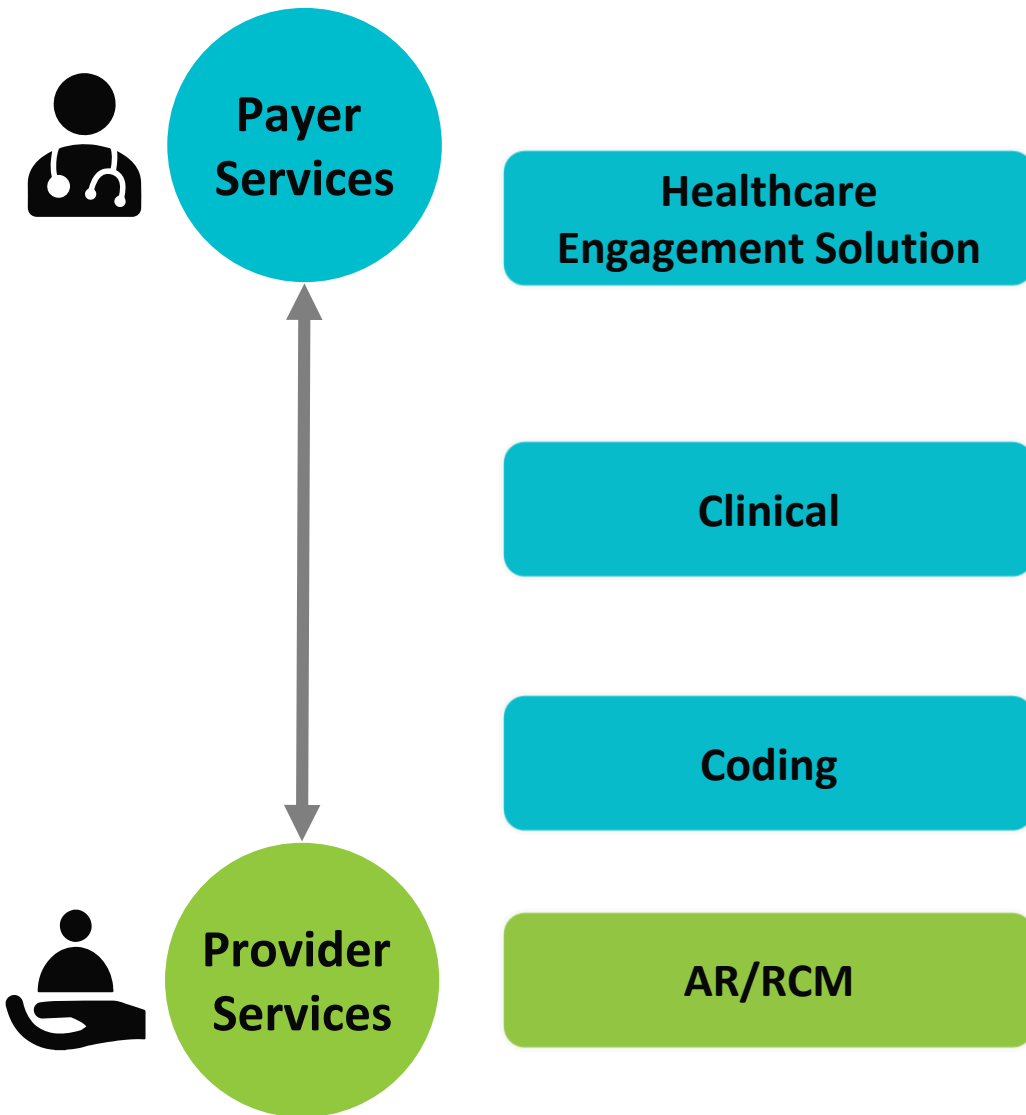 Payer
Services
Healthcare
Engagement Solution
Clinical
Coding
Provider
Services
AR/RCM